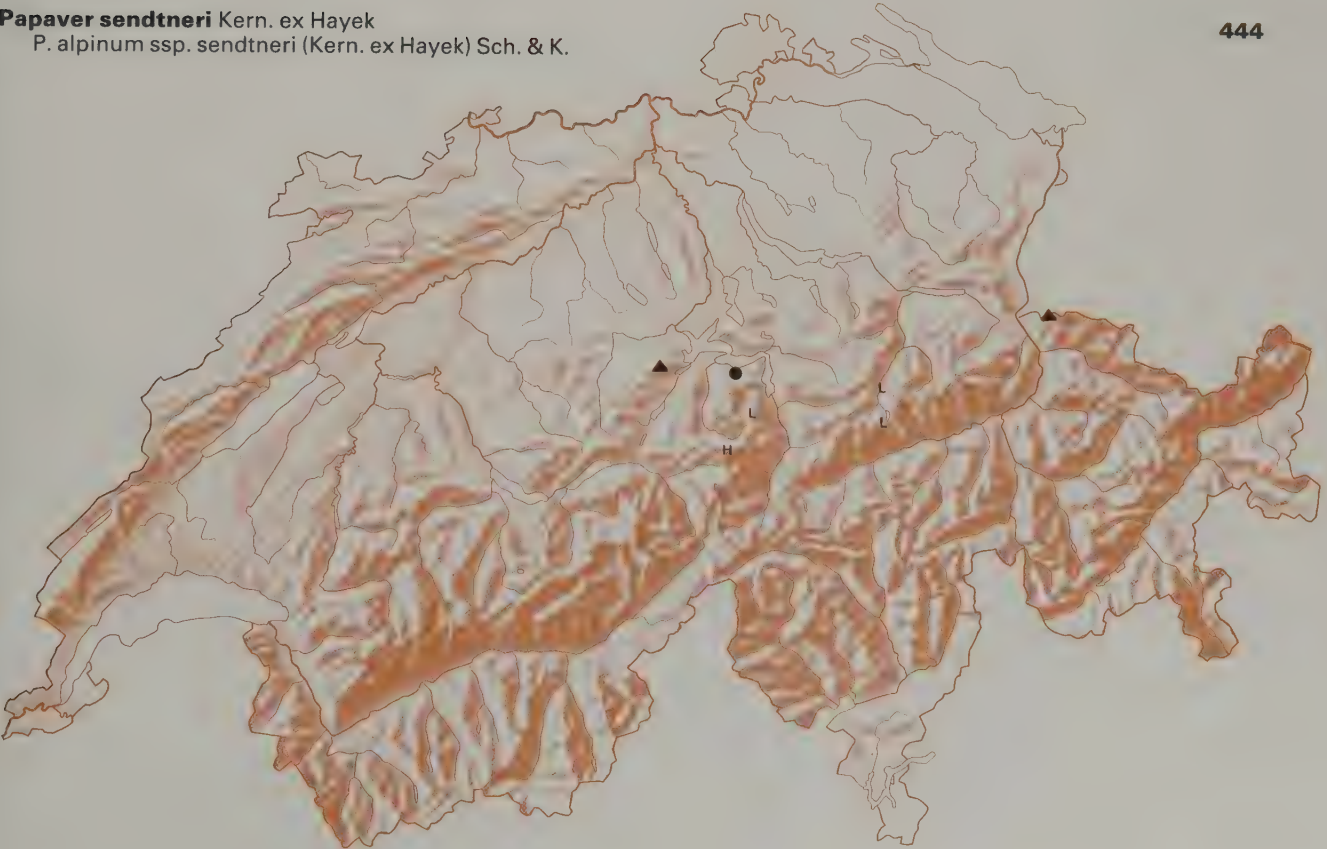 Papaver sendtneri Kern. ex Hayek
P. alpinum ssp. sendtneri (Kern. ex Hayek) Sch. & K.
444
L
L
L
H